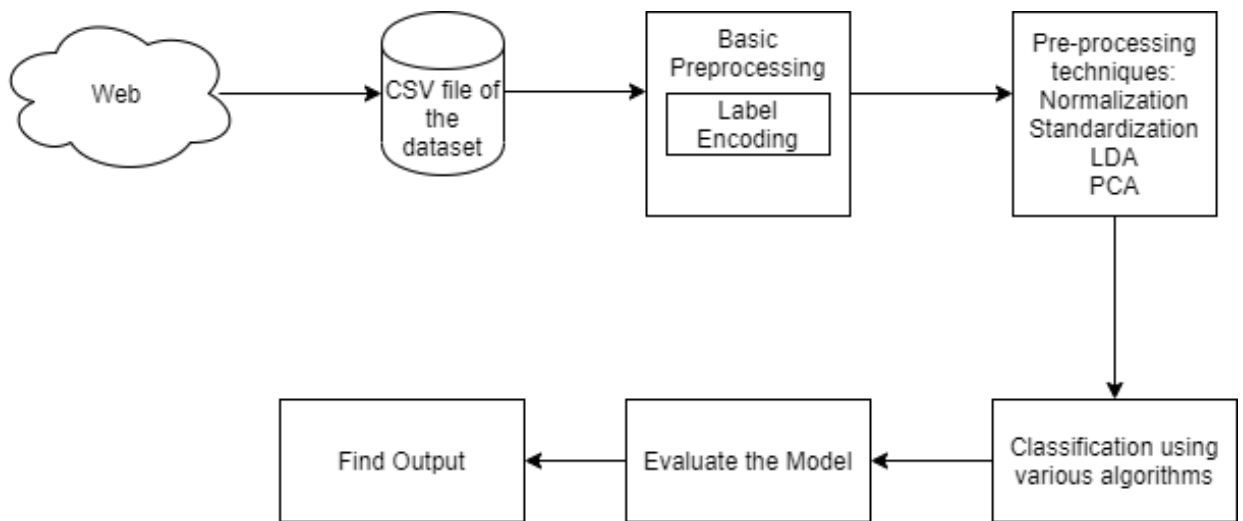 Web
CSV file of
the
dataset
Basic
Preprocessing
Label
Encoding
Pre-processing
techniques:
Normalization
Standardization
LDA
PCA
Classification using
various algorithms
Evaluate the Model
Find Output